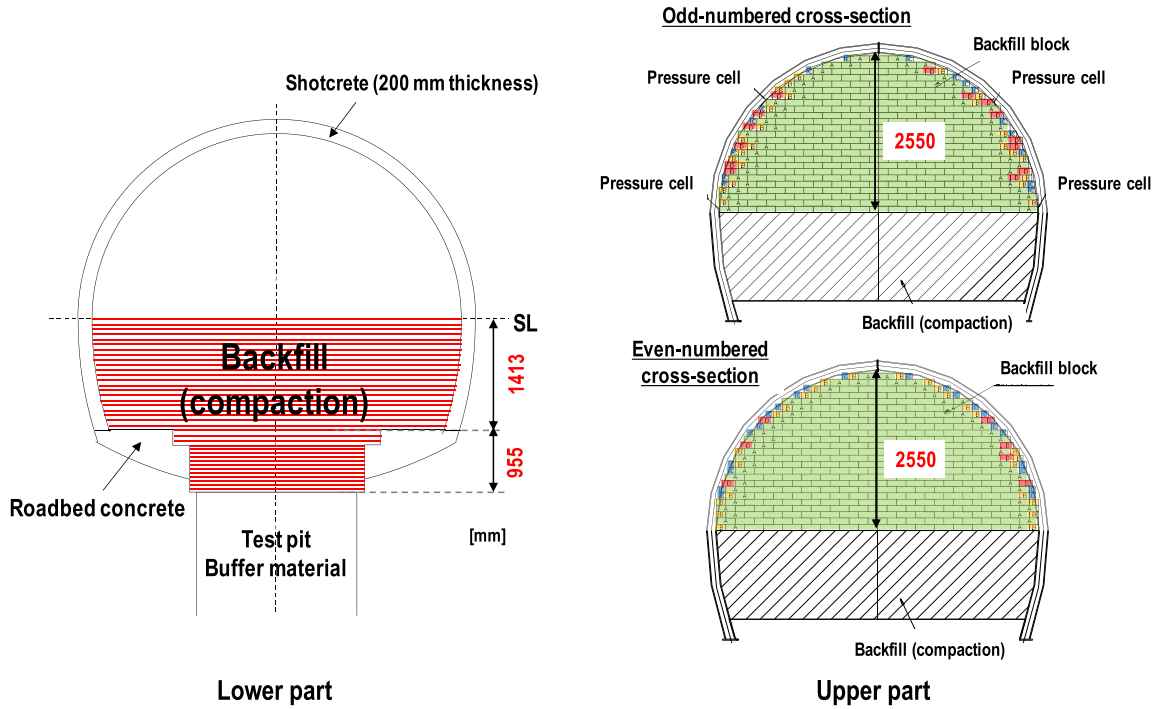 Shotcrete (200 mm thickness)
SL
Backfill
(compaction)
1413
955
Roadbed concrete
[mm]
Test pit
Buffer material
Lower part
Odd-numbered cross-section
Backfill block
Pressure cell
Pressure cell
2550
Pressure cell
Pressure cell
Backfill (compaction)
Even-numbered
cross-section
Backfill block
2550
Backfill (compaction)
Upper part